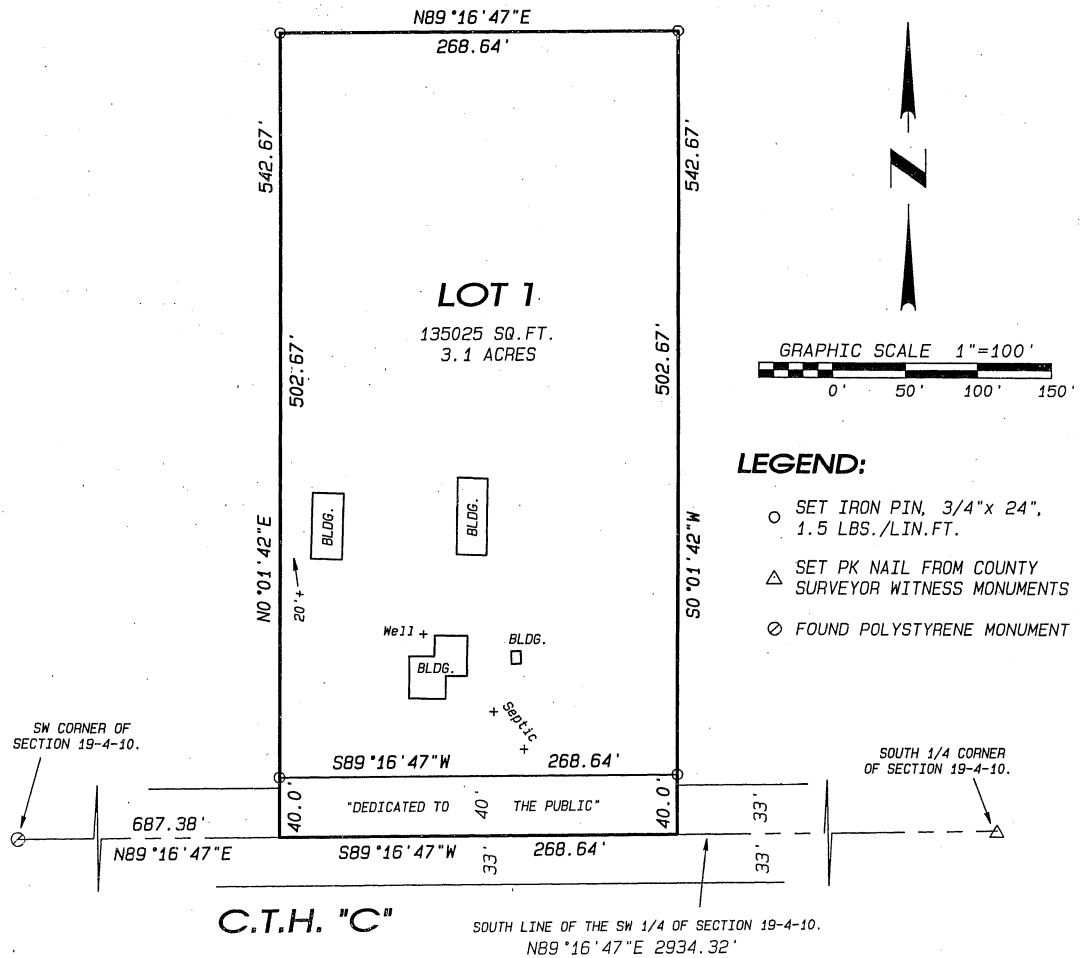 N89°16'47"E
268.64'
542.67'
542.67'
N
LOT 1
135025 SQ.FT.
3.1 ACRES
502.67'
502.67'
GRAPHIC SCALE 1"=100'
0' 50' 100' 150'
LEGEND:
SET IRON PIN, 3/4"x 24",
1.5 LBS./LIN.FT.
SET PK NAIL FROM COUNTY
SURVEYOR WITNESS MONUMENTS
FOUND POLYSTYRENE MONUMENT
BLDG.
BLDG.
N0°01'42"E
S0°01'42"W
20'+
Well
BLDG.
BLDG.
Septic
SW CORNER OF
SECTION 19-4-10.
SOUTH 1/4 CORNER
OF SECTION 19-4-10.
S89°16'47"W 268.64'
40.0'
"DEDICATED TO 40' THE PUBLIC"
40.0'
33'
687.38'
N89°16'47"E
S89°16'47"W 268.64'
33'
33'
C.T.H. "C"
SOUTH LINE OF THE SW 1/4 OF SECTION 19-4-10.
N89°16'47"E 2934.32'